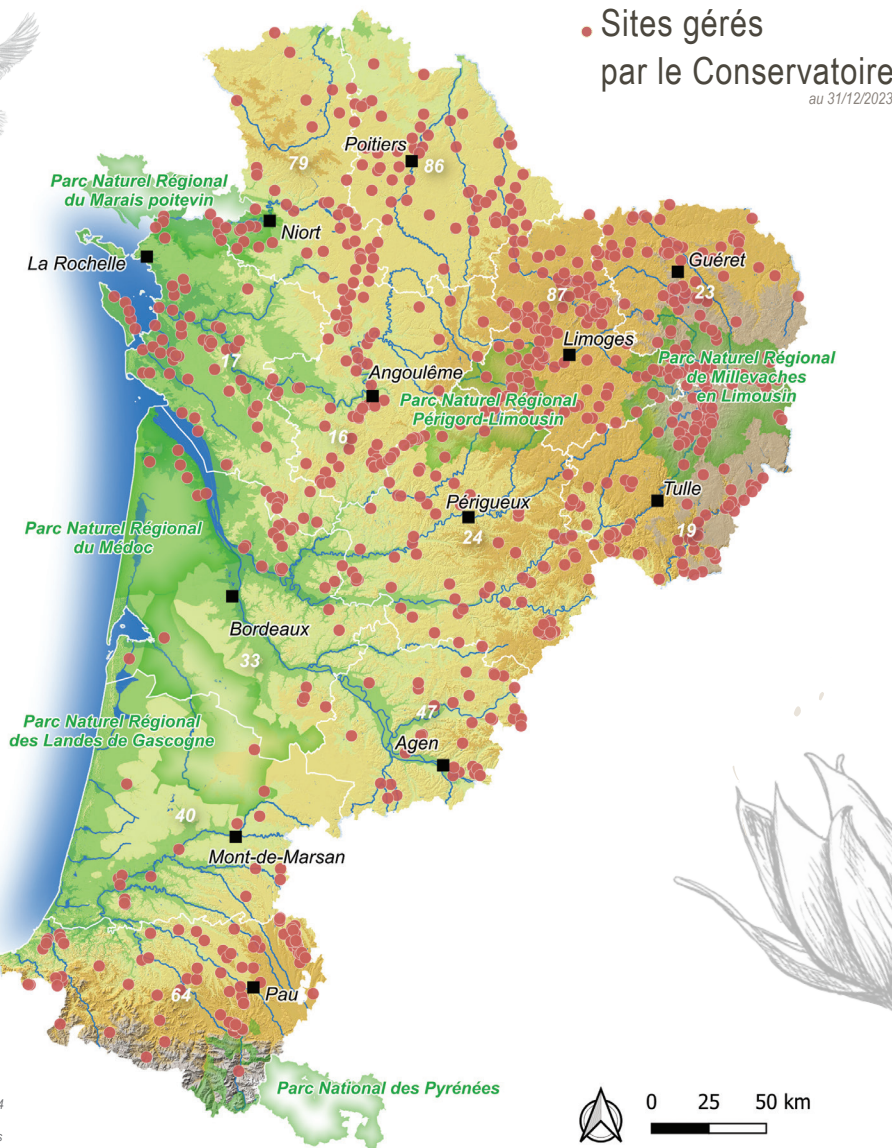 Sites gérés
par le Conservatoire
au 31/12/2023
Poitiers
79
86
Parc Naturel Régional
du Marais poitevin
Niort
La Rochelle
Guéret
87
23
Limoges
17
Parc Naturel Régional
de Millevaches
en Limousin
Angoulême
Parc Naturel Régional
Périgord-Limousin
16
Tulle
Périgueux
24
19
Parc Naturel Régional
du Médoc
Bordeaux
33
47
Parc Naturel Régional
des Landes de Gascogne
Agen
40
Mont-de-Marsan
64
Pau
Parc National des Pyrénées
0 25 50 km